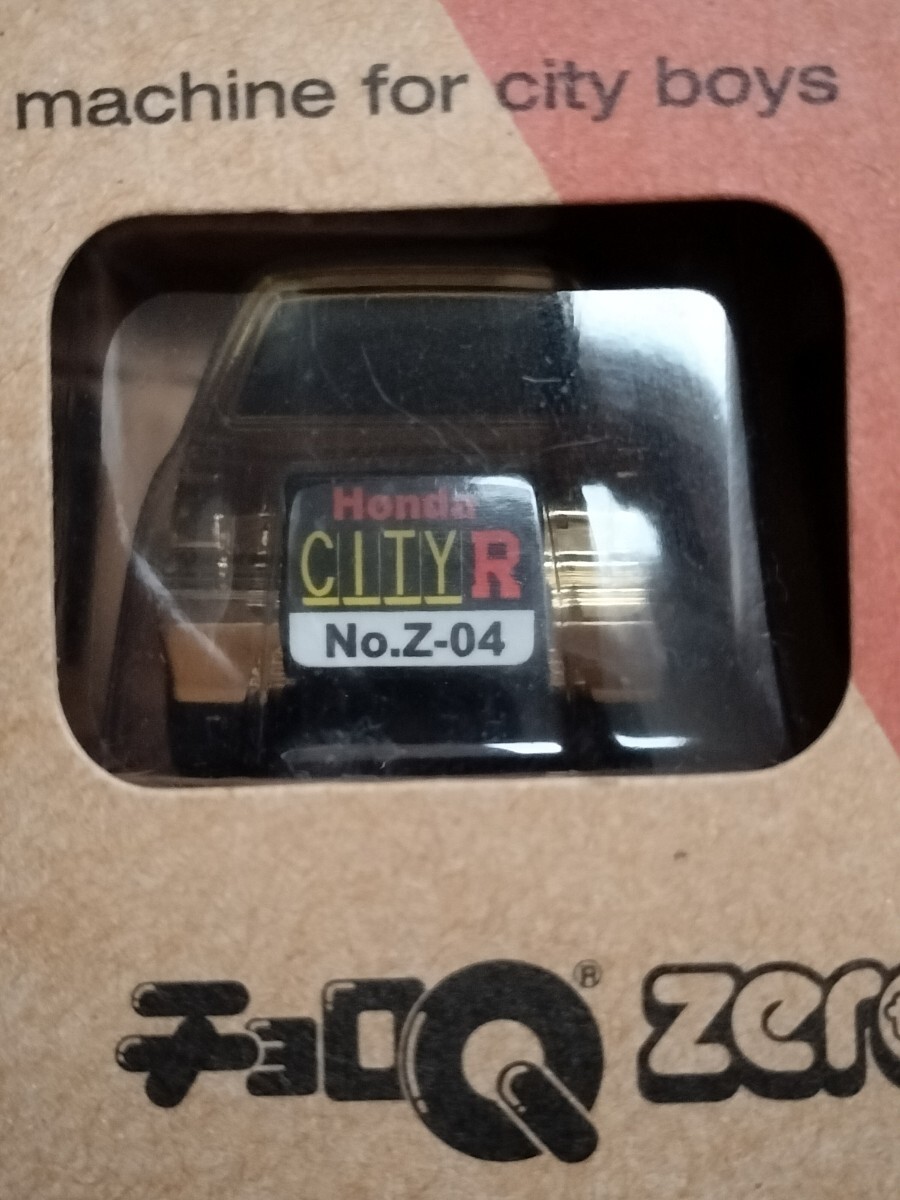 machine for city boys
Honda
CITY R
No.Z-04
チョロQ® zero